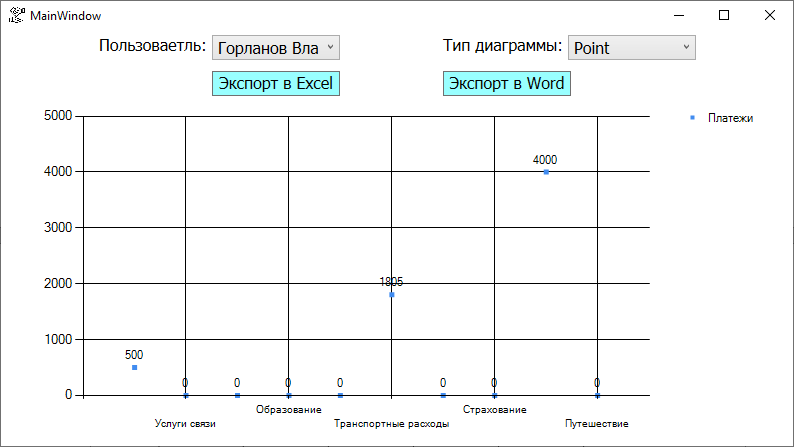 MainWindow
Пользоваетль: Горланов Вла Тип диаграммы: Point
Экспорт в Excel Экспорт в Word
5000 Платежи
4000
4000
3000
2000
1805
1000
500
0 0 0 0 0 0 0
0
Образование Страхование
Услуги связи Транспортные расходы Путешествие